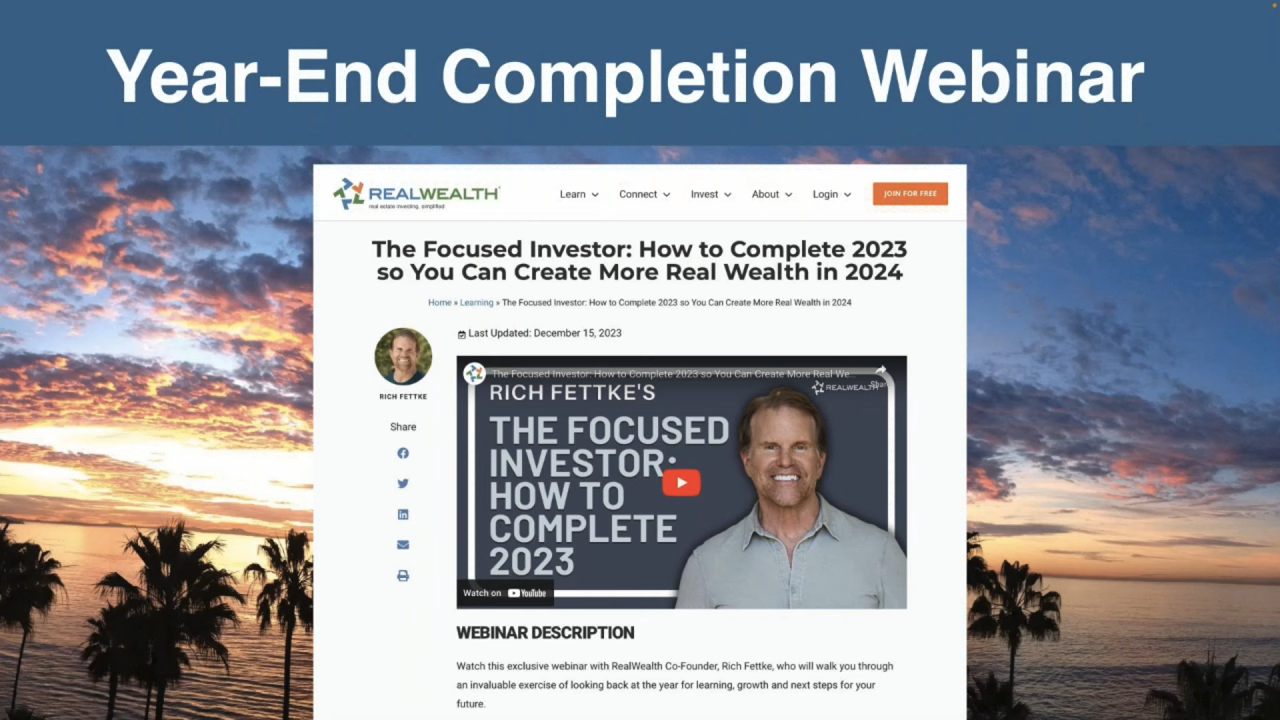 Year-End Completion Webinar
REALWEALTH
real estate investing, simplified
Learn Connect Invest About Login JOIN FOR FREE
The Focused Investor: How to Complete 2023
so You Can Create More Real Wealth in 2024
Home » Learning » The Focused Investor: How to Complete 2023 so You Can Create More Real Wealth in 2024
RICH FETTKE
Share
Last Updated: December 15, 2023
The Focused Investor: How to Complete 2023 so You Can Create More Real We...
Share
RICH FETTKE'S
REALWEALTH
THE FOCUSED
INVESTOR:
HOW TO
COMPLETE
2023
Watch on YouTube
WEBINAR DESCRIPTION
Watch this exclusive webinar with RealWealth Co-Founder, Rich Fettke, who will walk you through
an invaluable exercise of looking back at the year for learning, growth and next steps for your
future.